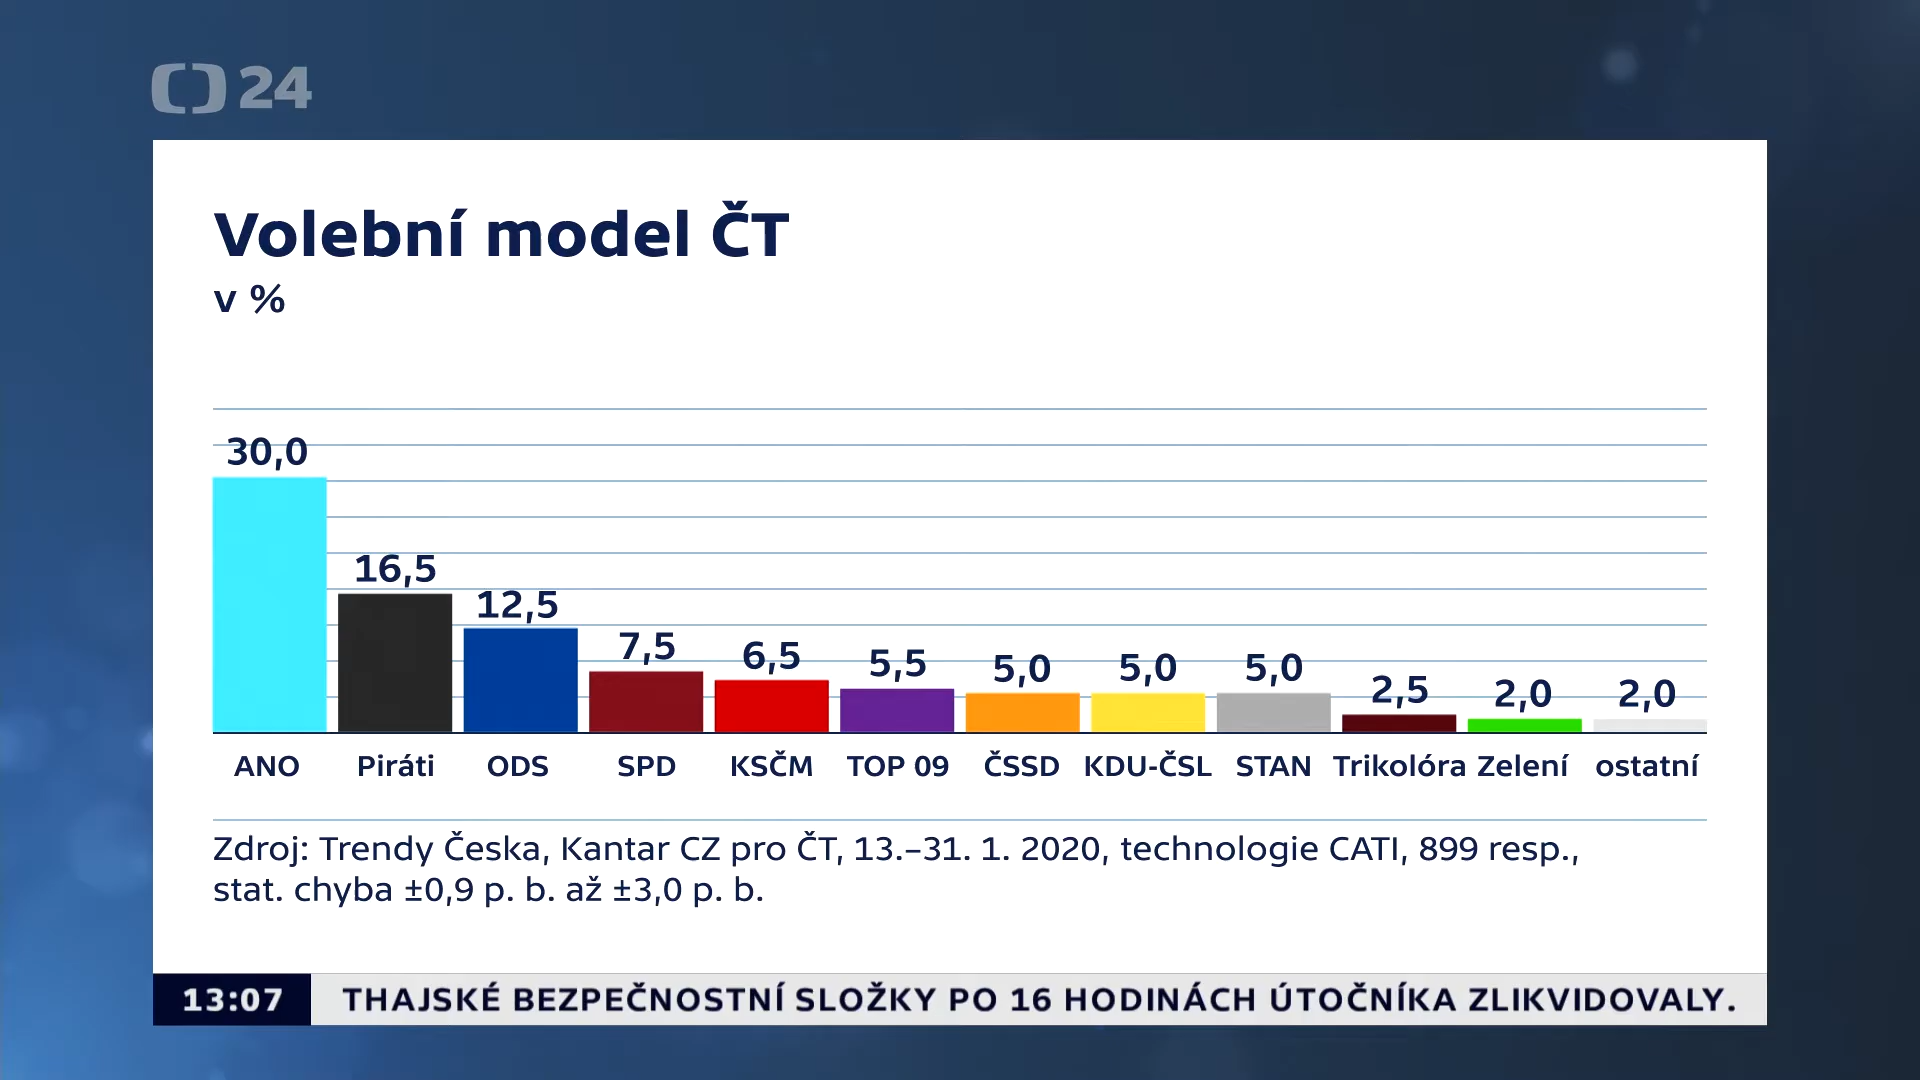 24
Volební model ČT
v %
30,0
16,5
12,5
7,5
6,5
5,5
5,0
5,0
5,0
2,5
2,0
2,0
ANO Piráti ODS SPD KSČM TOP 09 ČSSD KDU-ČSL STAN Trikolóra Zelení ostatní
Zdroj: Trendy Česka, Kantar CZ pro ČT, 13.–31. 1. 2020, technologie CATI, 899 resp.,
stat. chyba ±0,9 p. b. až ±3,0 p. b.
13:07 THAJSKÉ BEZPEČNOSTNÍ SLOŽKY PO 16 HODINÁCH ÚTOČNÍKA ZLIKVIDOVALY.